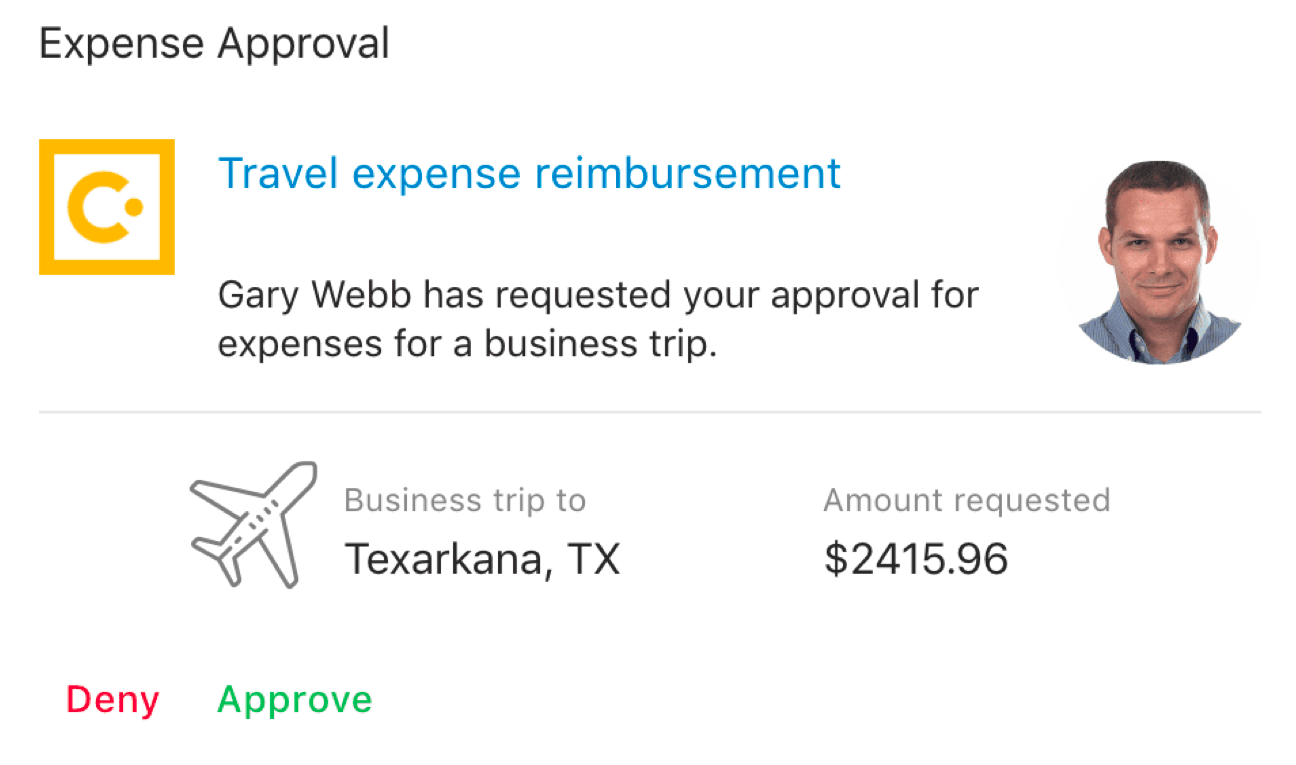 Expense Approval
Travel expense reimbursement
Gary Webb has requested your approval for
expenses for a business trip.
Business trip to
Amount requested
Texarkana, TX
$2415.96
Deny
Approve